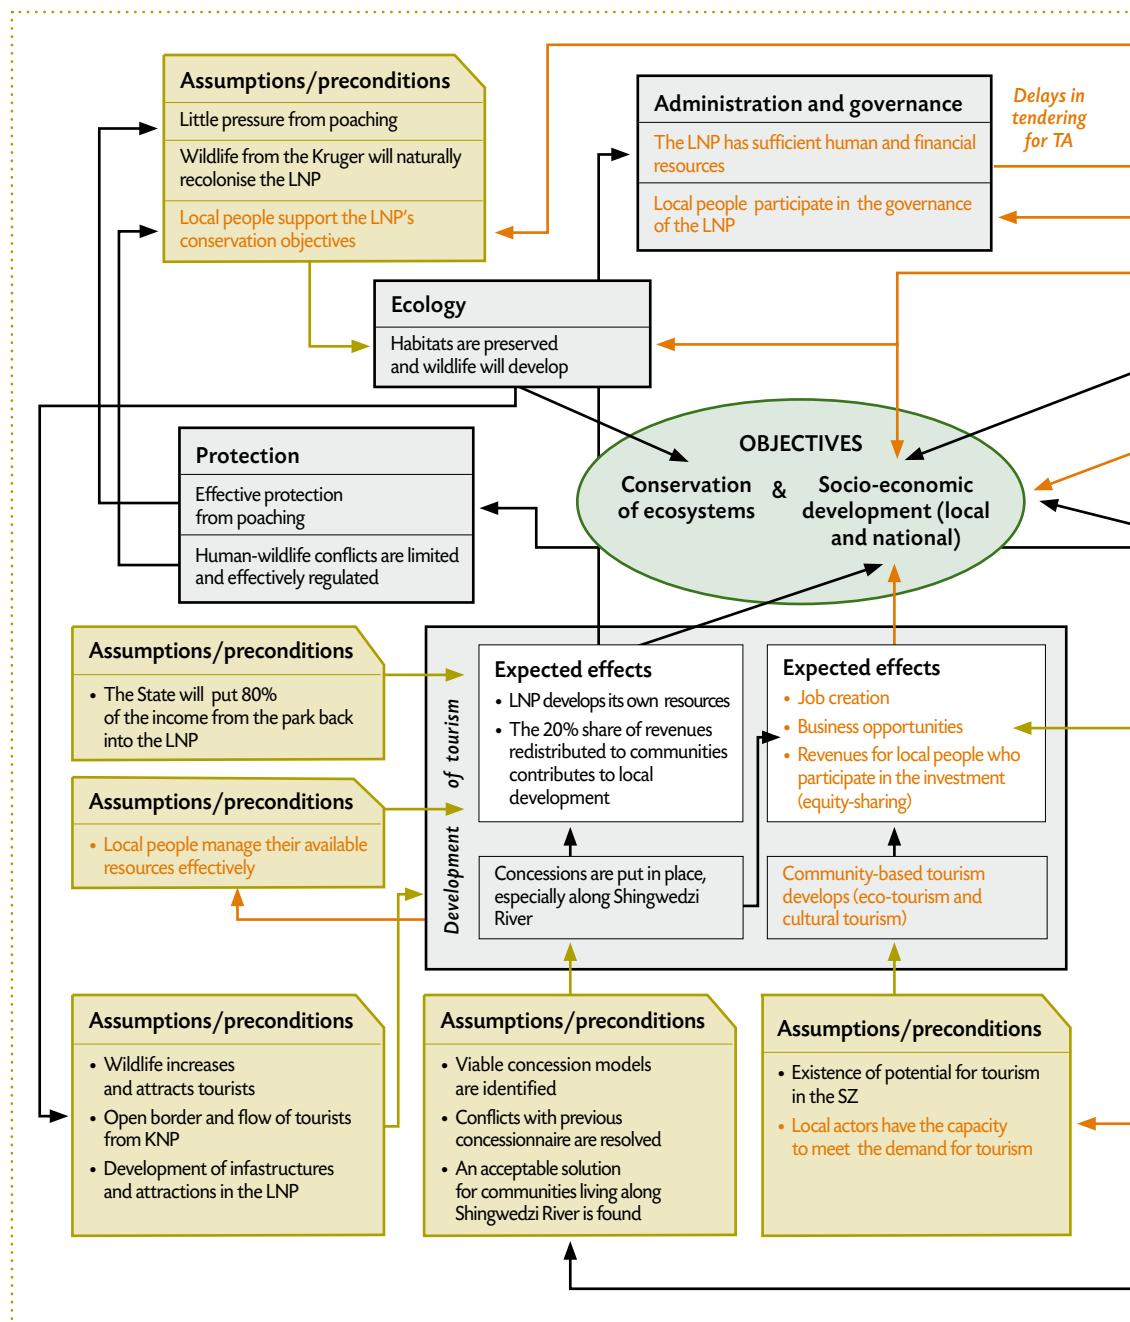 Assumptions/preconditions
Little pressure from poaching
Wildlife from the Kruger will naturally
recolonise the LNP
Local people support the LNP's
conservation objectives
Administration and governance
The LNP has sufficient human and financial
resources
Local people participate in the governance
of the LNP
Delays in
tendering
for TA
Ecology
Habitats are preserved
and wildlife will develop
Protection
Effective protection
from poaching
Human-wildlife conflicts are limited
and effectively regulated
OBJECTIVES
Conservation
of ecosystems
&
Socio-economic
development (local
and national)
Assumptions/preconditions
• The State will put 80%
of the income from the park back
into the LNP
Assumptions/preconditions
• Local people manage their available
resources effectively
Development of tourism
Expected effects
• LNP develops its own resources
• The 20% share of revenues
redistributed to communities
contributes to local
development
Concessions are put in place,
especially along Shingwedzi
River
Expected effects
• Job creation
• Business opportunities
• Revenues for local people who
participate in the investment
(equity-sharing)
Community-based tourism
develops (eco-tourism and
cultural tourism)
Assumptions/preconditions
• Wildlife increases
and attracts tourists
• Open border and flow of tourists
from KNP
• Development of infastructures
and attractions in the LNP
Assumptions/preconditions
• Viable concession models
are identified
• Conflicts with previous
concessionnaire are resolved
• An acceptable solution
for communities living along
Shingwedzi River is found
Assumptions/preconditions
• Existence of potential for tourism
in the SZ
• Local actors have the capacity
to meet the demand for tourism